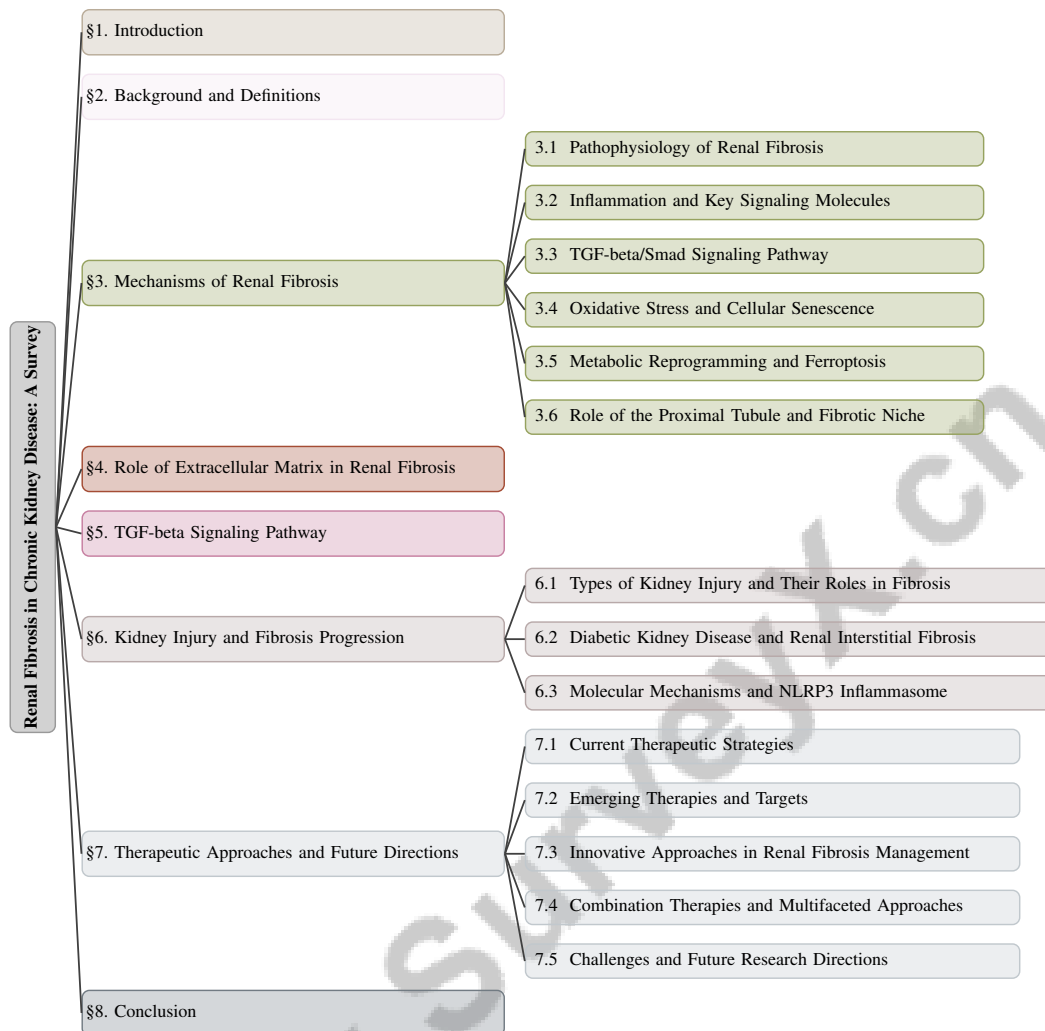 Renal Fibrosis in Chronic Kidney Disease: A Survey
§1. Introduction
§2. Background and Definitions
§3. Mechanisms of Renal Fibrosis
3.1 Pathophysiology of Renal Fibrosis
3.2 Inflammation and Key Signaling Molecules
3.3 TGF-beta/Smad Signaling Pathway
3.4 Oxidative Stress and Cellular Senescence
3.5 Metabolic Reprogramming and Ferroptosis
3.6 Role of the Proximal Tubule and Fibrotic Niche
§4. Role of Extracellular Matrix in Renal Fibrosis
§5. TGF-beta Signaling Pathway
§6. Kidney Injury and Fibrosis Progression
6.1 Types of Kidney Injury and Their Roles in Fibrosis
6.2 Diabetic Kidney Disease and Renal Interstitial Fibrosis
6.3 Molecular Mechanisms and NLRP3 Inflammasome
§7. Therapeutic Approaches and Future Directions
7.1 Current Therapeutic Strategies
7.2 Emerging Therapies and Targets
7.3 Innovative Approaches in Renal Fibrosis Management
7.4 Combination Therapies and Multifaceted Approaches
7.5 Challenges and Future Research Directions
§8. Conclusion
Surveyx.cn